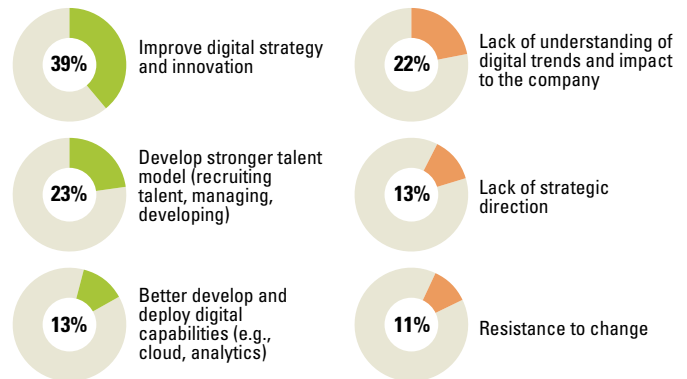 39%
Improve digital strategy
and innovation
23%
Develop stronger talent
model (recruiting
talent, managing,
developing)
13%
Better develop and
deploy digital
capabilities (e.g.,
cloud, analytics)
22%
Lack of understanding of
digital trends and impact
to the company
13%
Lack of strategic
direction
11%
Resistance to change